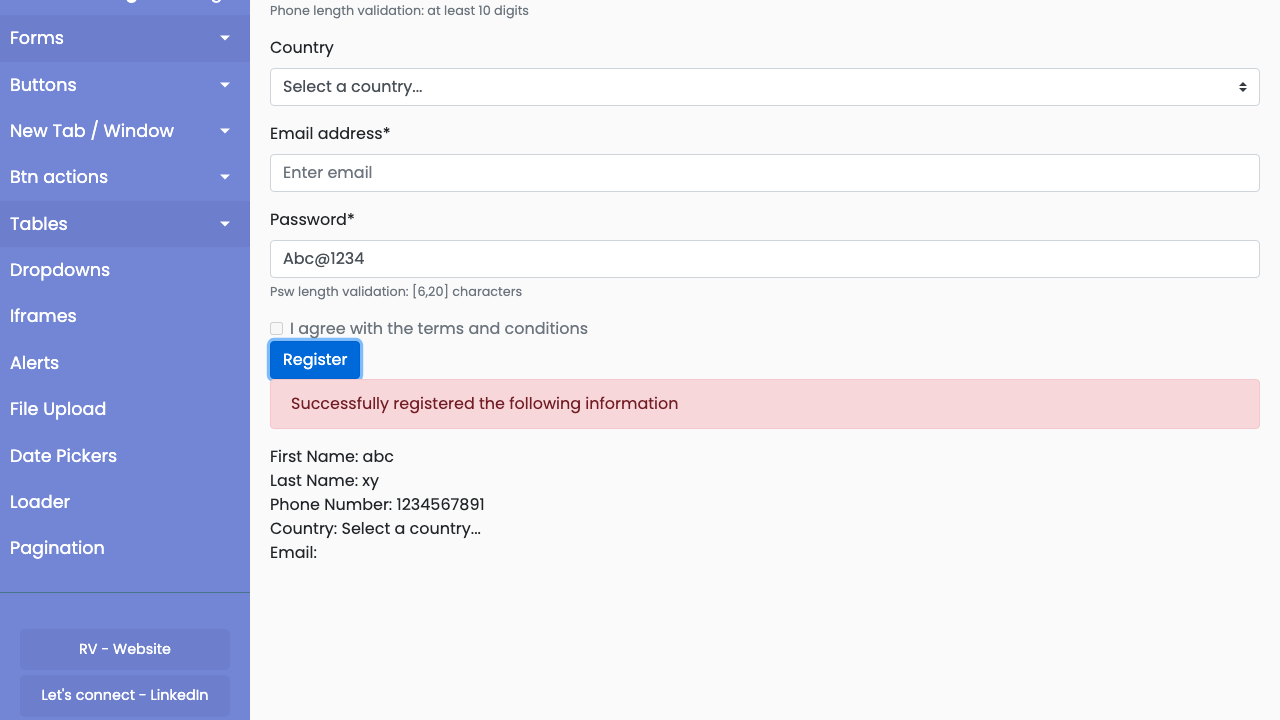 Forms
Buttons
New Tab / Window
Btn actions
Tables
Dropdowns
Iframes
Alerts
File Upload
Date Pickers
Loader
Pagination
RV - Website
Let's connect - LinkedIn
Phone length validation: at least 10 digits
Country
Select a country...
Email address*
Enter email
Password*
Abc@1234
Psw length validation: [6,20] characters
I agree with the terms and conditions
Register
Successfully registered the following information
First Name: abc
Last Name: xy
Phone Number: 1234567891
Country: Select a country...
Email: